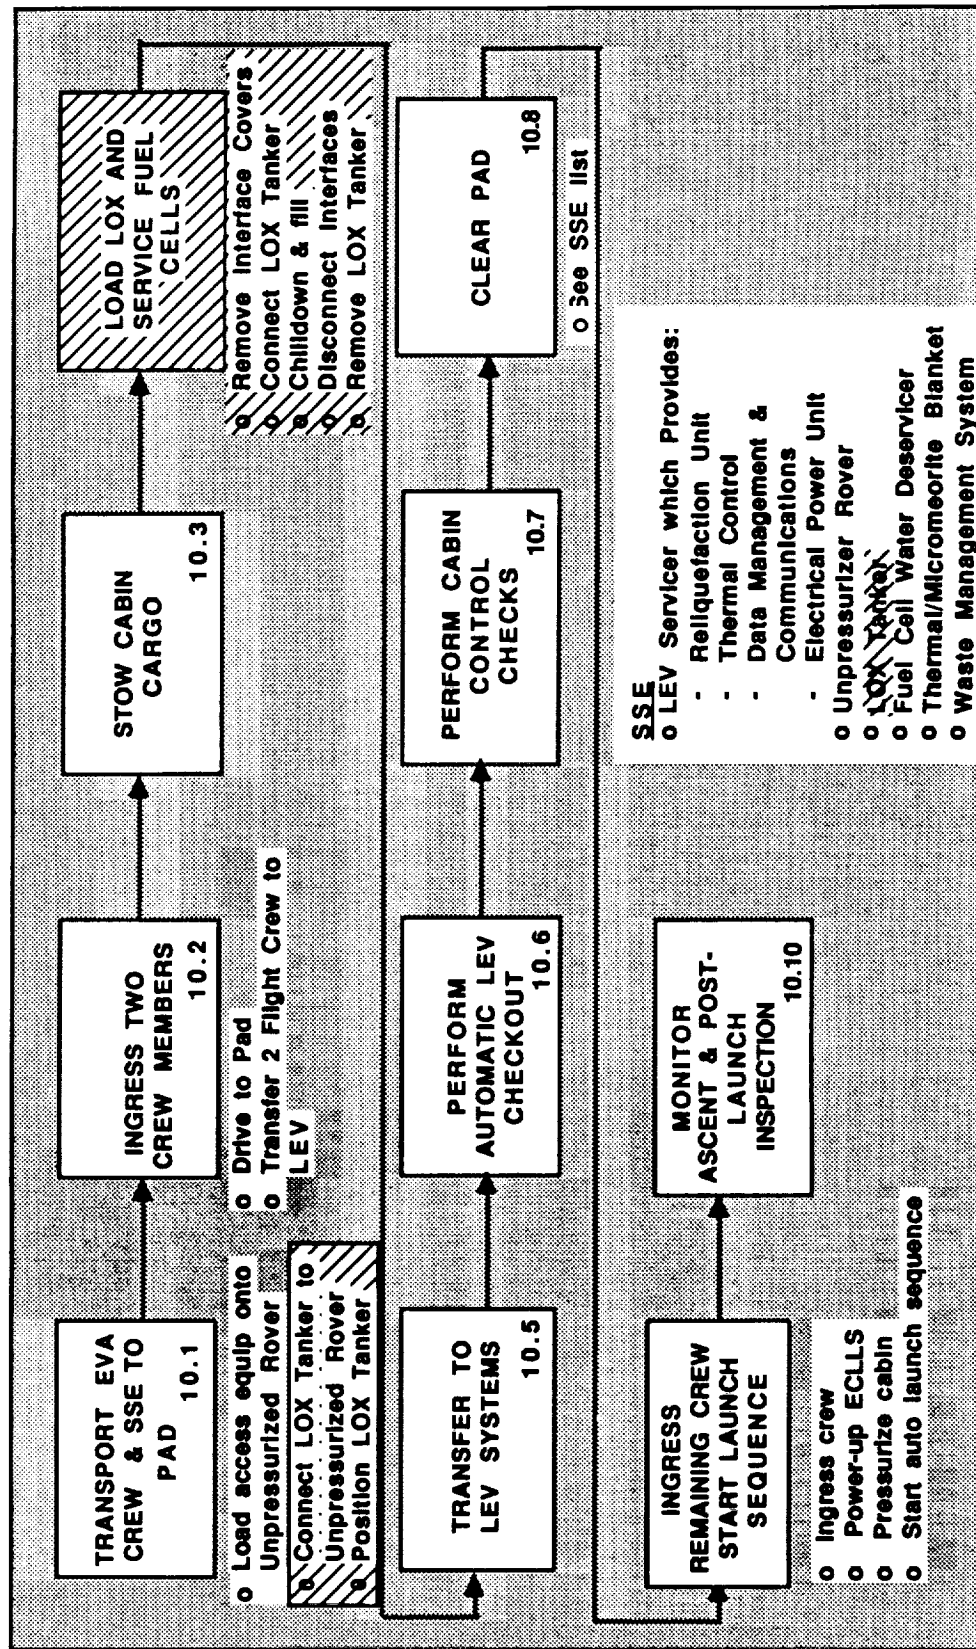 TRANSPORT EVA
CREW & SSE TO
PAD
10.1
o Load access equip onto
Unpressurized Rover
o Connect LOX Tanker to
Unpressurized Rover
o Position LOX Tanker
INGRESS TWO
CREW MEMBERS
10.2
o Drive to Pad
o Transfer 2 Flight Crew to
LEV
STOW CABIN
CARGO
10.3
LOAD LOX AND
SERVICE FUEL
CELLS
o Remove Interface Covers
o Connect LOX Tanker
o Chilldown & fill
o Disconnect Interfaces
o Remove LOX Tanker
TRANSFER TO
LEV SYSTEMS
10.5
PERFORM
AUTOMATIC LEV
CHECKOUT
10.6
PERFORM CABIN
CONTROL
CHECKS
10.7
CLEAR PAD
10.8
o See SSE list
INGRESS
REMAINING CREW
START LAUNCH
SEQUENCE
o Ingress crew
o Power-up ECLLS
o Pressurize cabin
o Start auto launch sequence
MONITOR
ASCENT & POST-
LAUNCH
INSPECTION
10.10
SSE
o LEV Servicer which Provides:
- Reliquefaction Unit
- Thermal Control
- Data Management &
Communications
- Electrical Power Unit
o Unpressurizer Rover
o LOX Tanker
o Fuel Cell Water Deservicer
o Thermal/Micromeorite Blanket
o Waste Management System